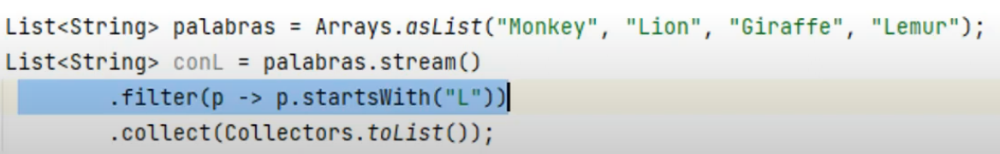 List<String> palabras = Arrays.asList("Monkey", "Lion", "Giraffe", "Lemur");
List<String> conL = palabras.stream()
.filter(p -> p.startsWith("L"))
.collect(Collectors.toList());